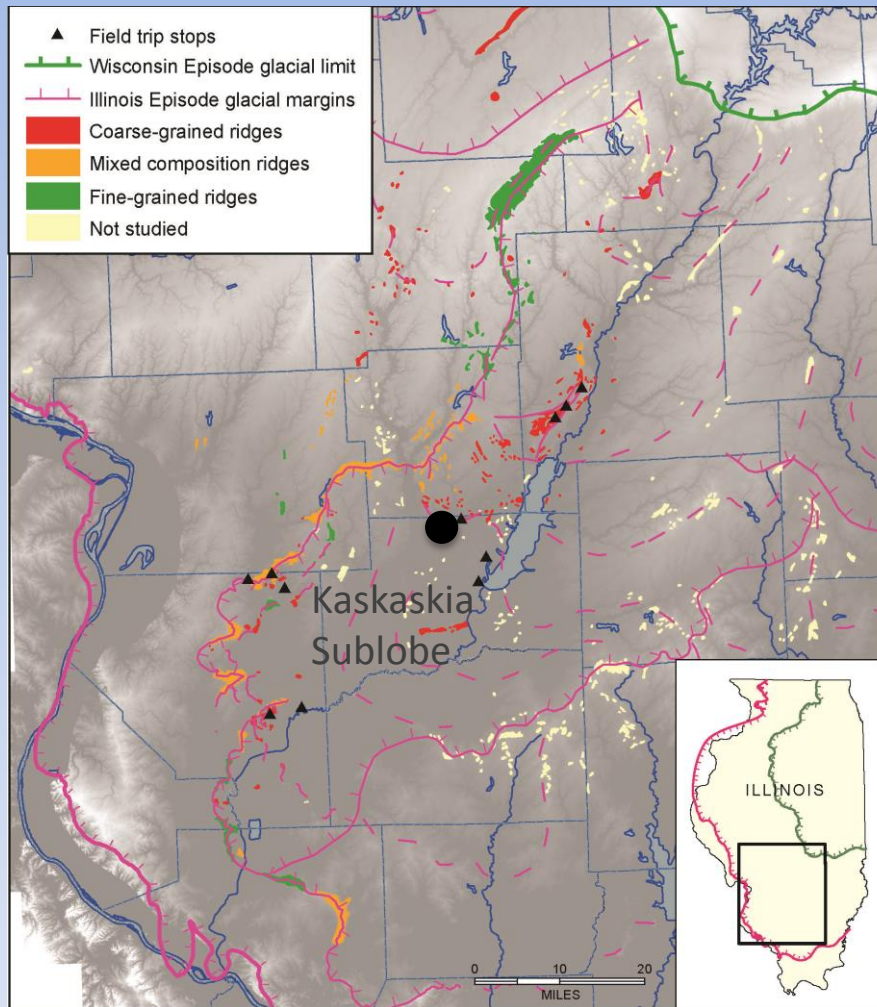 Field trip stops
Wisconsin Episode glacial limit
Illinois Episode glacial margins
Coarse-grained ridges
Mixed composition ridges
Fine-grained ridges
Not studied
Kaskaskia
Sublobe
ILLINOIS
0 10 20
MILES